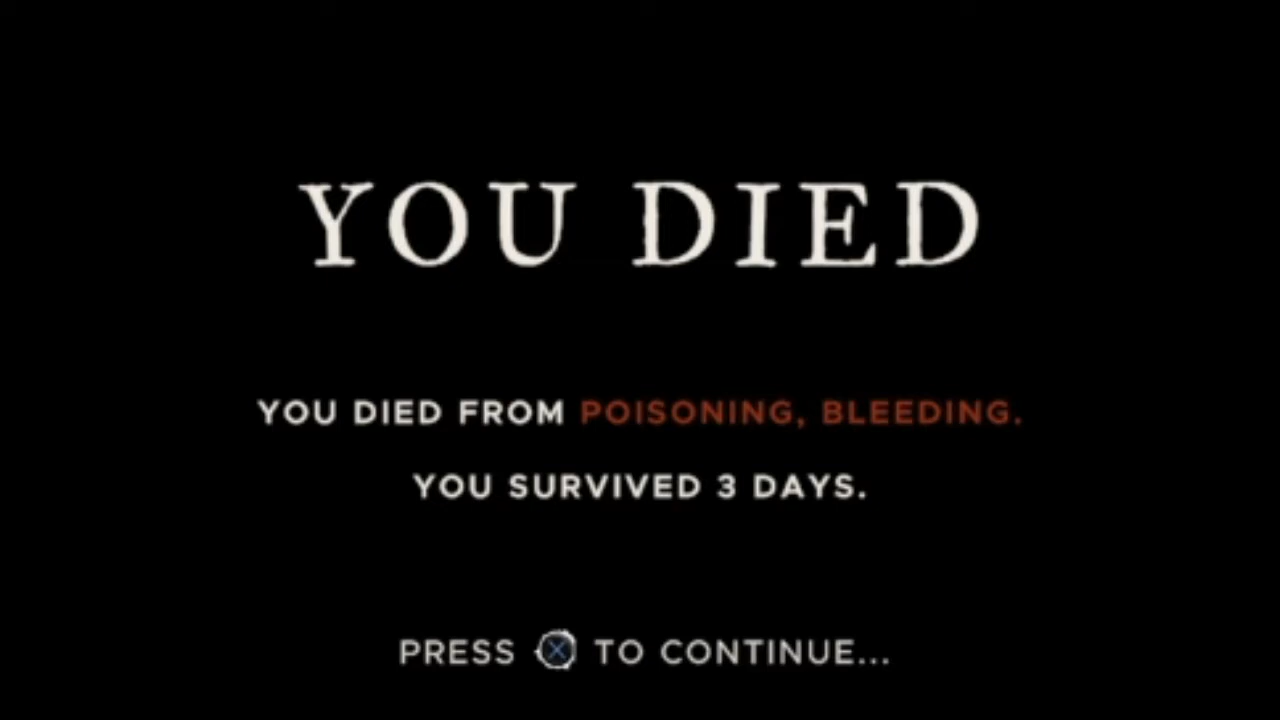 YOU DIED
YOU DIED FROM POISONING, BLEEDING.
YOU SURVIVED 3 DAYS.
PRESS X TO CONTINUE...